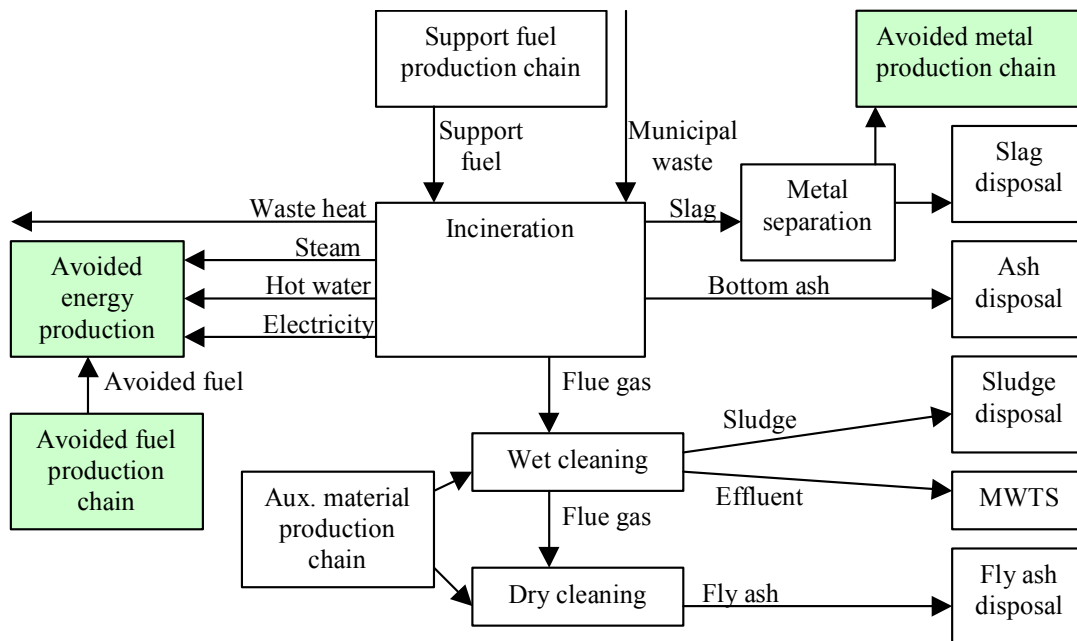 Support fuel
production chain
Avoided metal
production chain
Support
fuel
Municipal
waste
Slag
disposal
Metal
separation
Waste heat
Incineration
Slag
Steam
Avoided
energy
production
Hot water
Bottom ash
Ash
disposal
Electricity
Avoided fuel
Flue gas
Sludge
disposal
Sludge
Avoided fuel
production
chain
Wet cleaning
Effluent
MWTS
Aux. material
production
chain
Flue gas
Dry cleaning
Fly ash
Fly ash
disposal